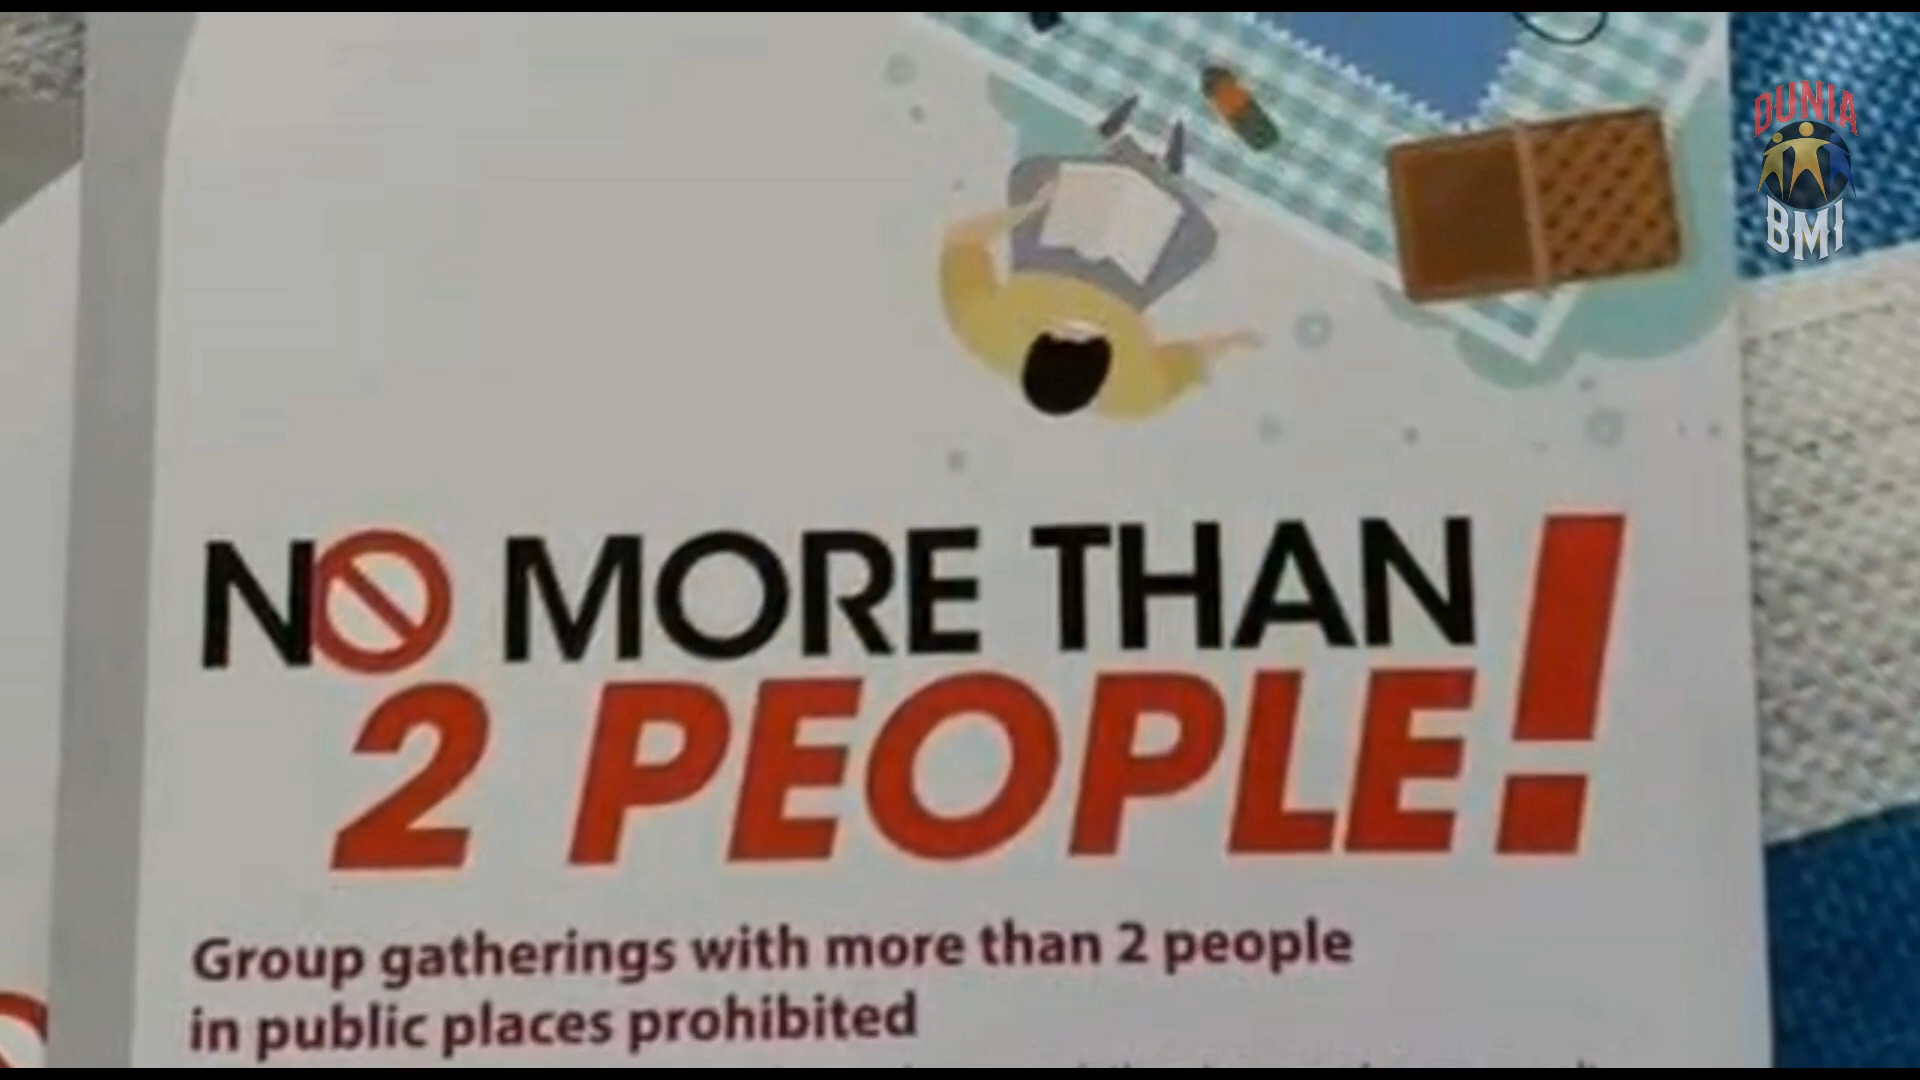 DUNIA
BMI
NO MORE THAN
2 PEOPLE!
Group gatherings with more than 2 people
in public places prohibited